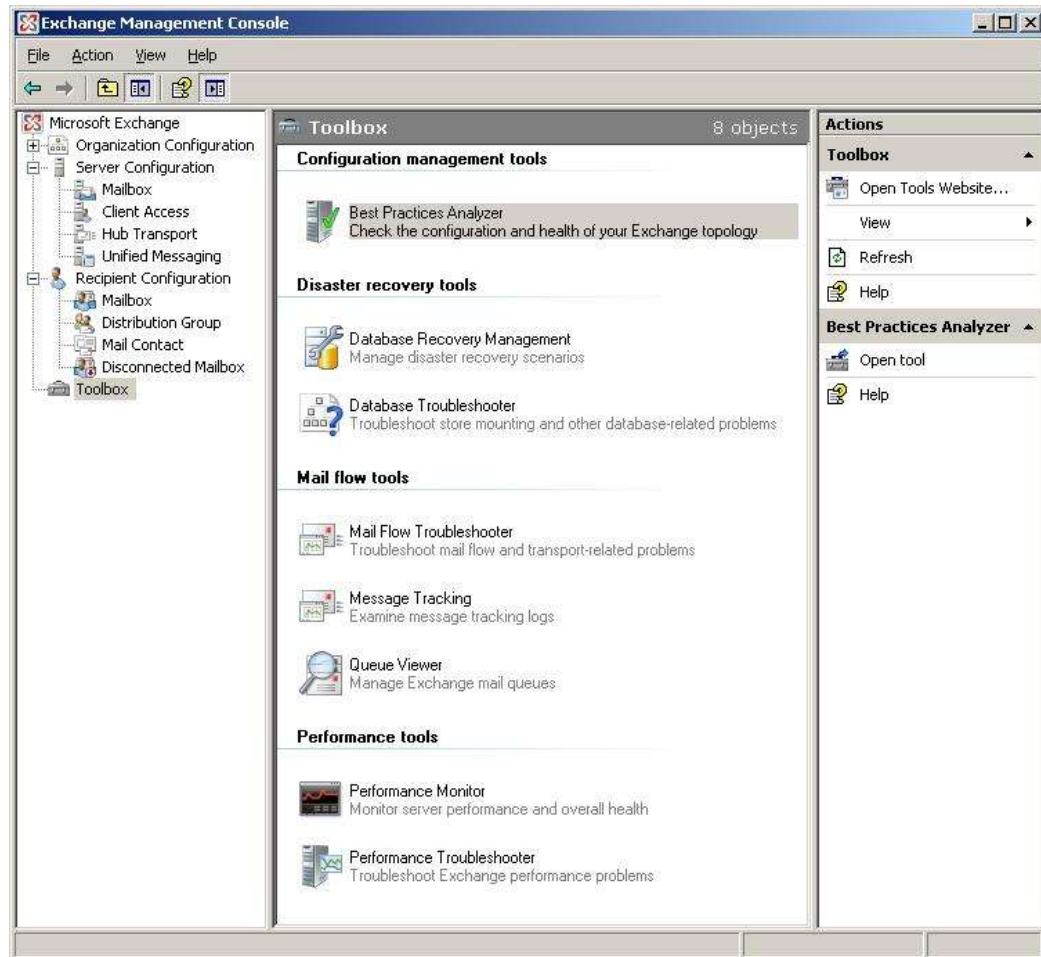 Exchange Management Console
File Action View Help
Microsoft Exchange
Organization Configuration
Server Configuration
Mailbox
Client Access
Hub Transport
Unified Messaging
Recipient Configuration
Mailbox
Distribution Group
Mail Contact
Disconnected Mailbox
Toolbox
Toolbox 8 objects
Configuration management tools
Best Practices Analyzer
Check the configuration and health of your Exchange topology
Disaster recovery tools
Database Recovery Management
Manage disaster recovery scenarios
Database Troubleshooter
Troubleshoot store mounting and other database-related problems
Mail flow tools
Mail Flow Troubleshooter
Troubleshoot mail flow and transport-related problems
Message Tracking
Examine message tracking logs
Queue Viewer
Manage Exchange mail queues
Performance tools
Performance Monitor
Monitor server performance and overall health
Performance Troubleshooter
Troubleshoot Exchange performance problems
Actions
Toolbox
Open Tools Website...
View
Refresh
Help
Best Practices Analyzer
Open tool
Help